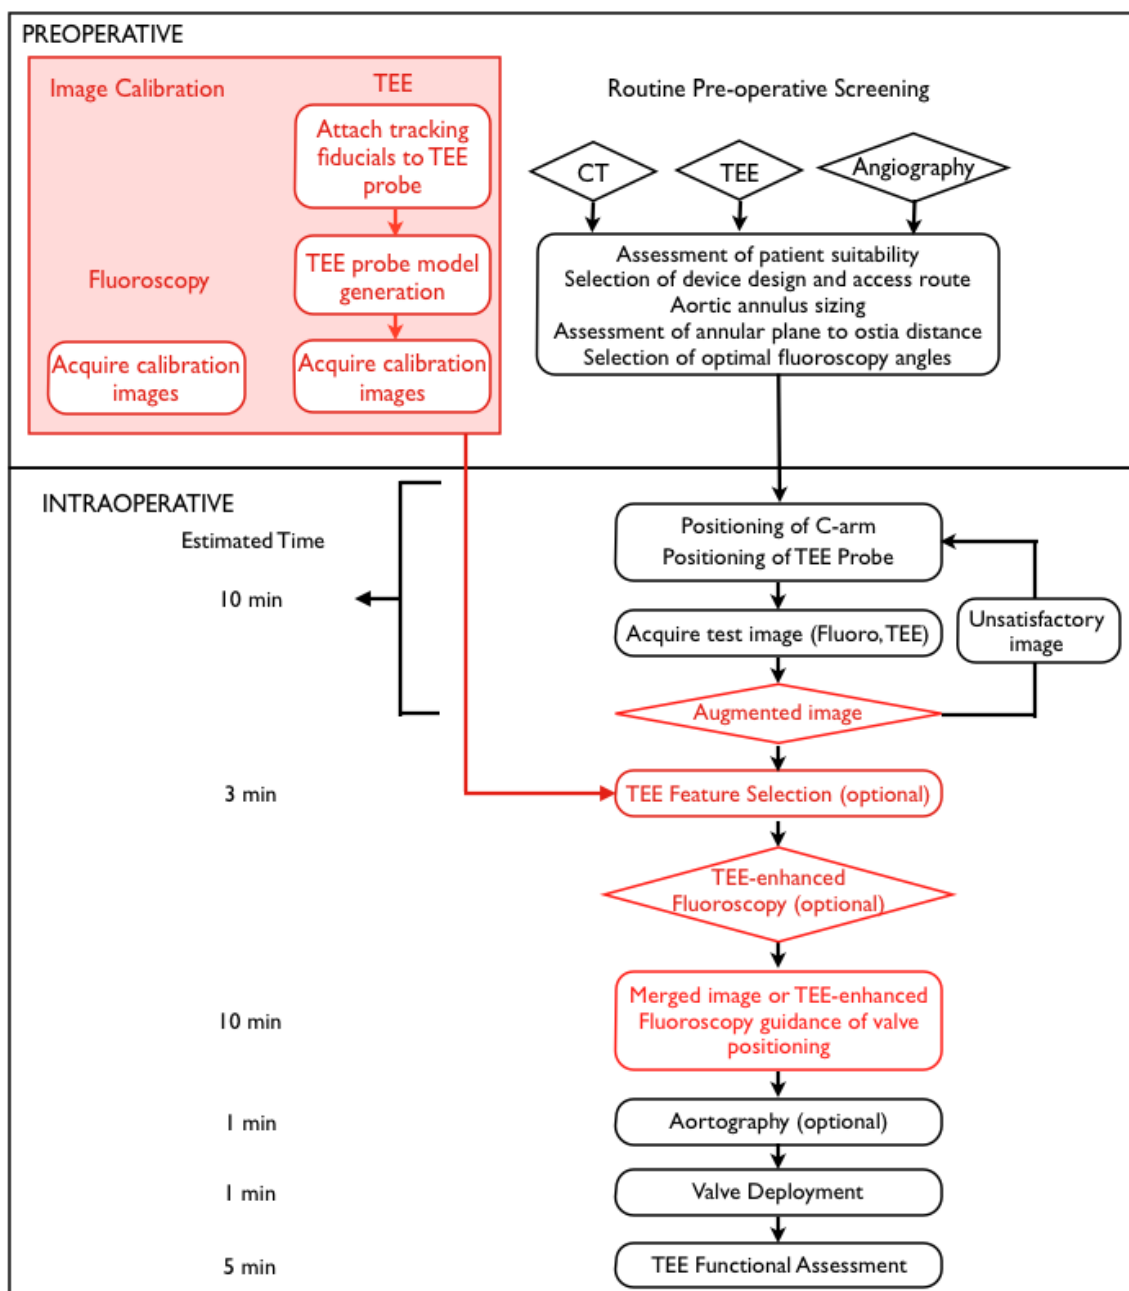 PREOPERATIVE
Image Calibration
TEE
Attach tracking
fiducials to TEE
probe
TEE probe model
generation
Fluoroscopy
Acquire calibration
images
Acquire calibration
images
Routine Pre-operative Screening
CT
TEE
Angiography
Assessment of patient suitability
Selection of device design and access route
Aortic annulus sizing
Assessment of annular plane to ostia distance
Selection of optimal fluoroscopy angles
INTRAOPERATIVE
Estimated Time
Positioning of C-arm
Positioning of TEE Probe
10 min
Acquire test image (Fluoro, TEE)
Unsatisfactory
image
Augmented image
3 min
TEE Feature Selection (optional)
TEE-enhanced
Fluoroscopy (optional)
10 min
Merged image or TEE-enhanced
Fluoroscopy guidance of valve
positioning
1 min
Aortography (optional)
1 min
Valve Deployment
5 min
TEE Functional Assessment